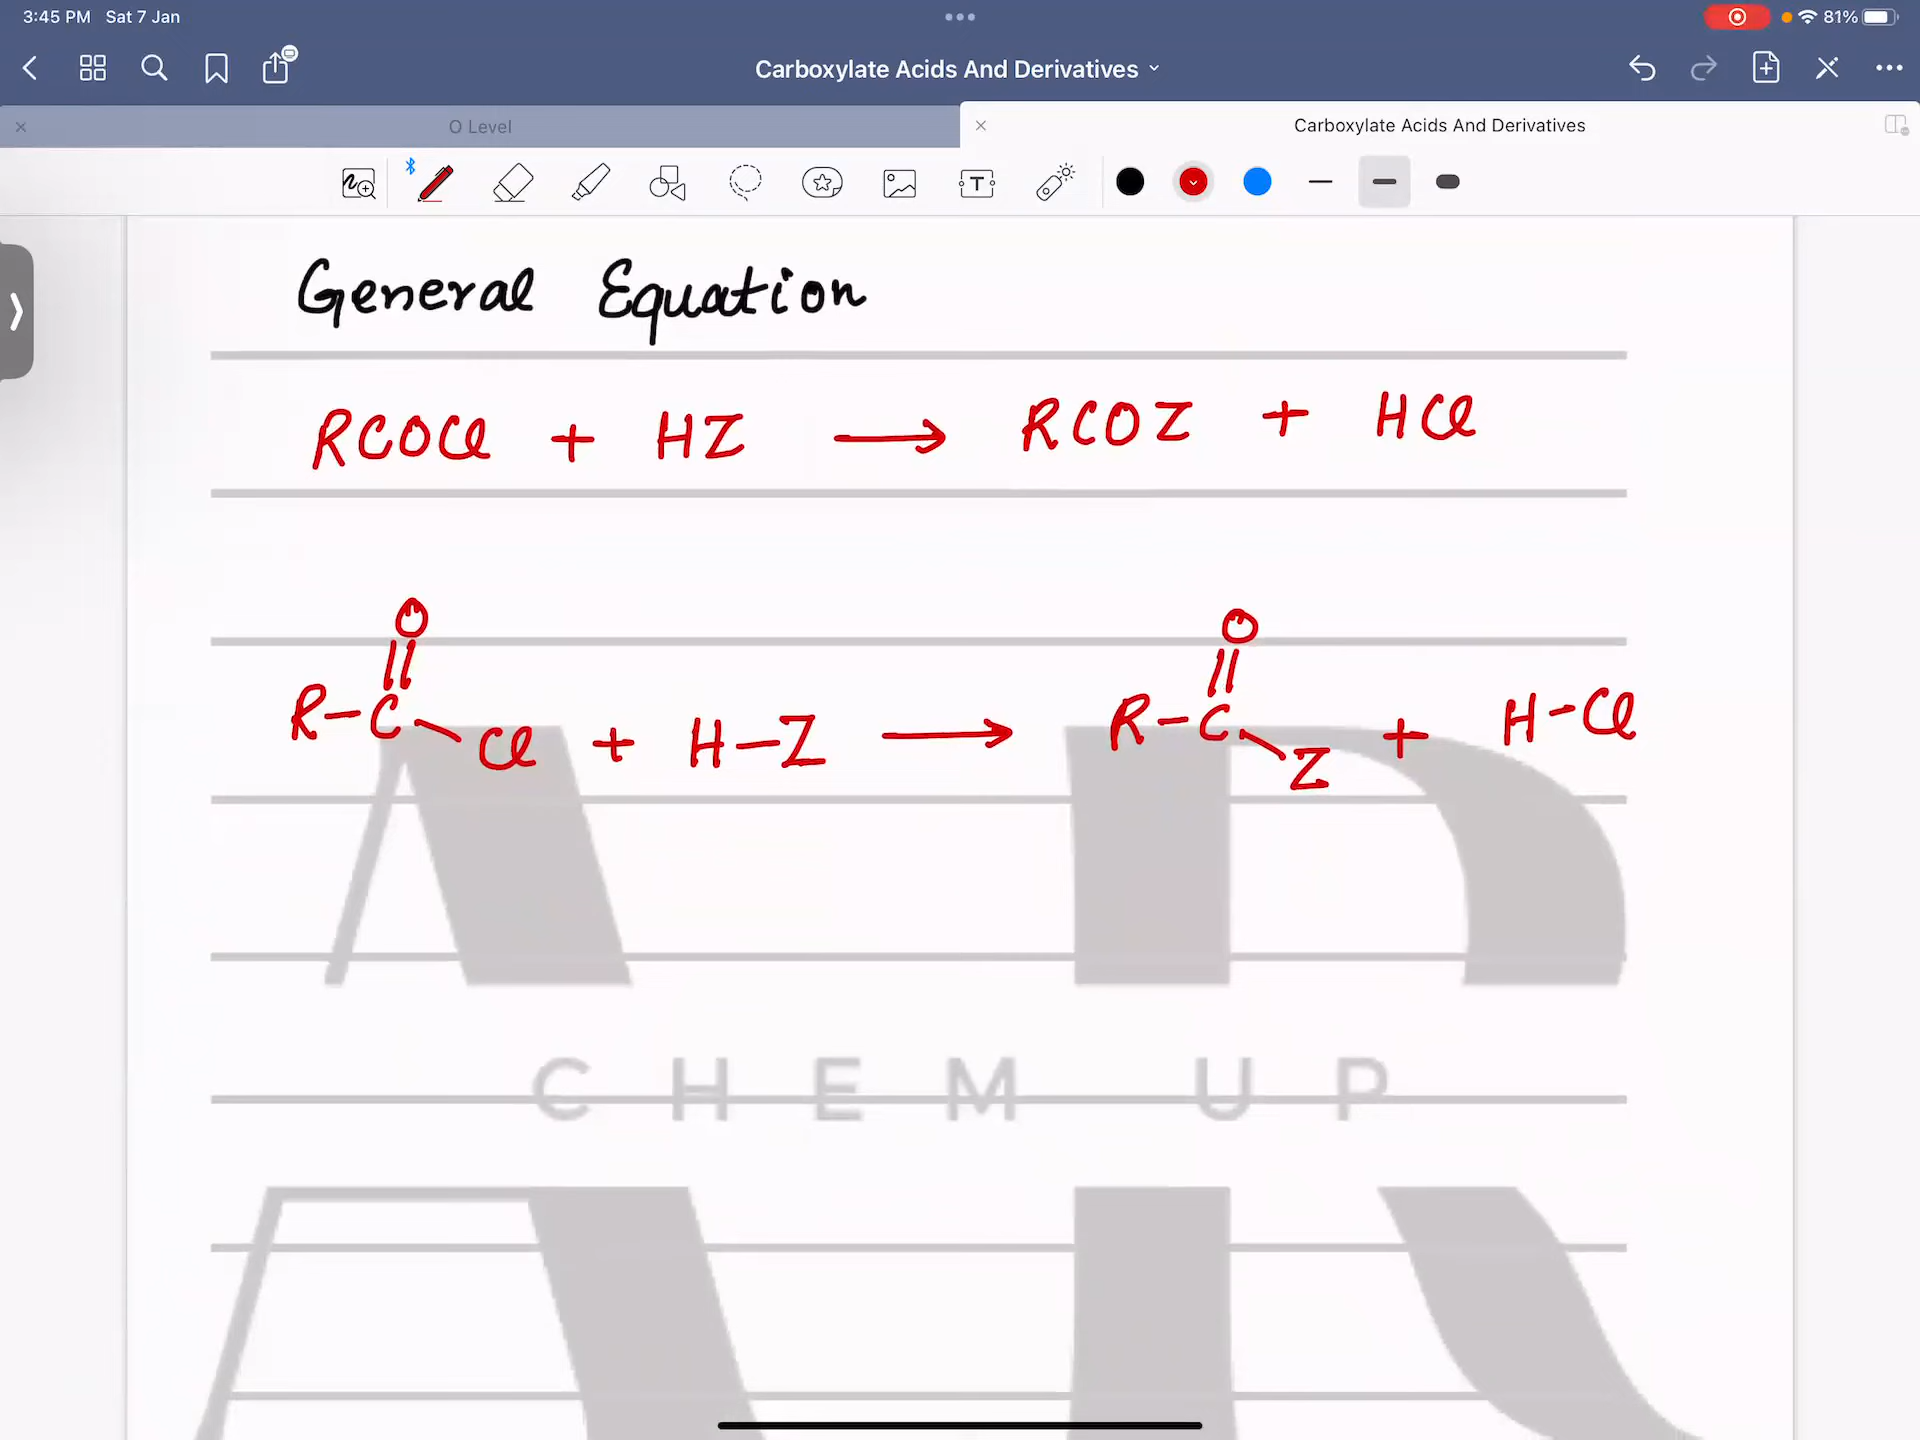 3:45 PM Sat 7 Jan
81%
Carboxylate Acids And Derivatives
O Level
Carboxylate Acids And Derivatives
T
General Equation
RCOCl + HZ → RCOZ + HCl
O O
R-C Cl + H-Z → R-C Z + H-Cl
CHEM UP